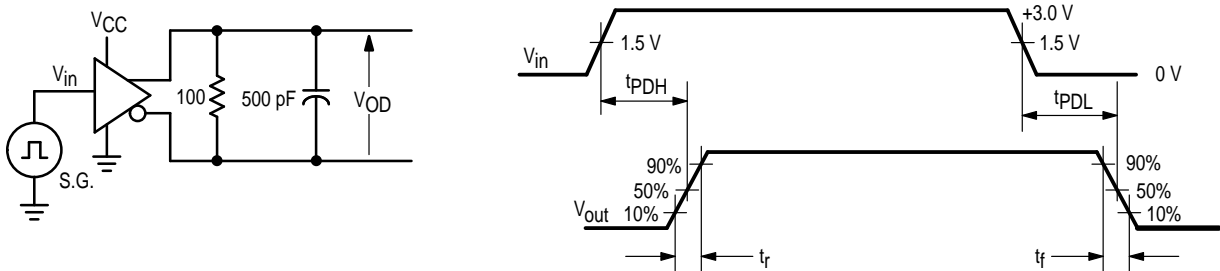 VCC
Vin
S.G.
100
500 pF
VOD
Vin
1.5 V
+3.0 V
1.5 V
0 V
tPDH
tPDL
Vout
90%
50%
10%
90%
50%
10%
tr
tf